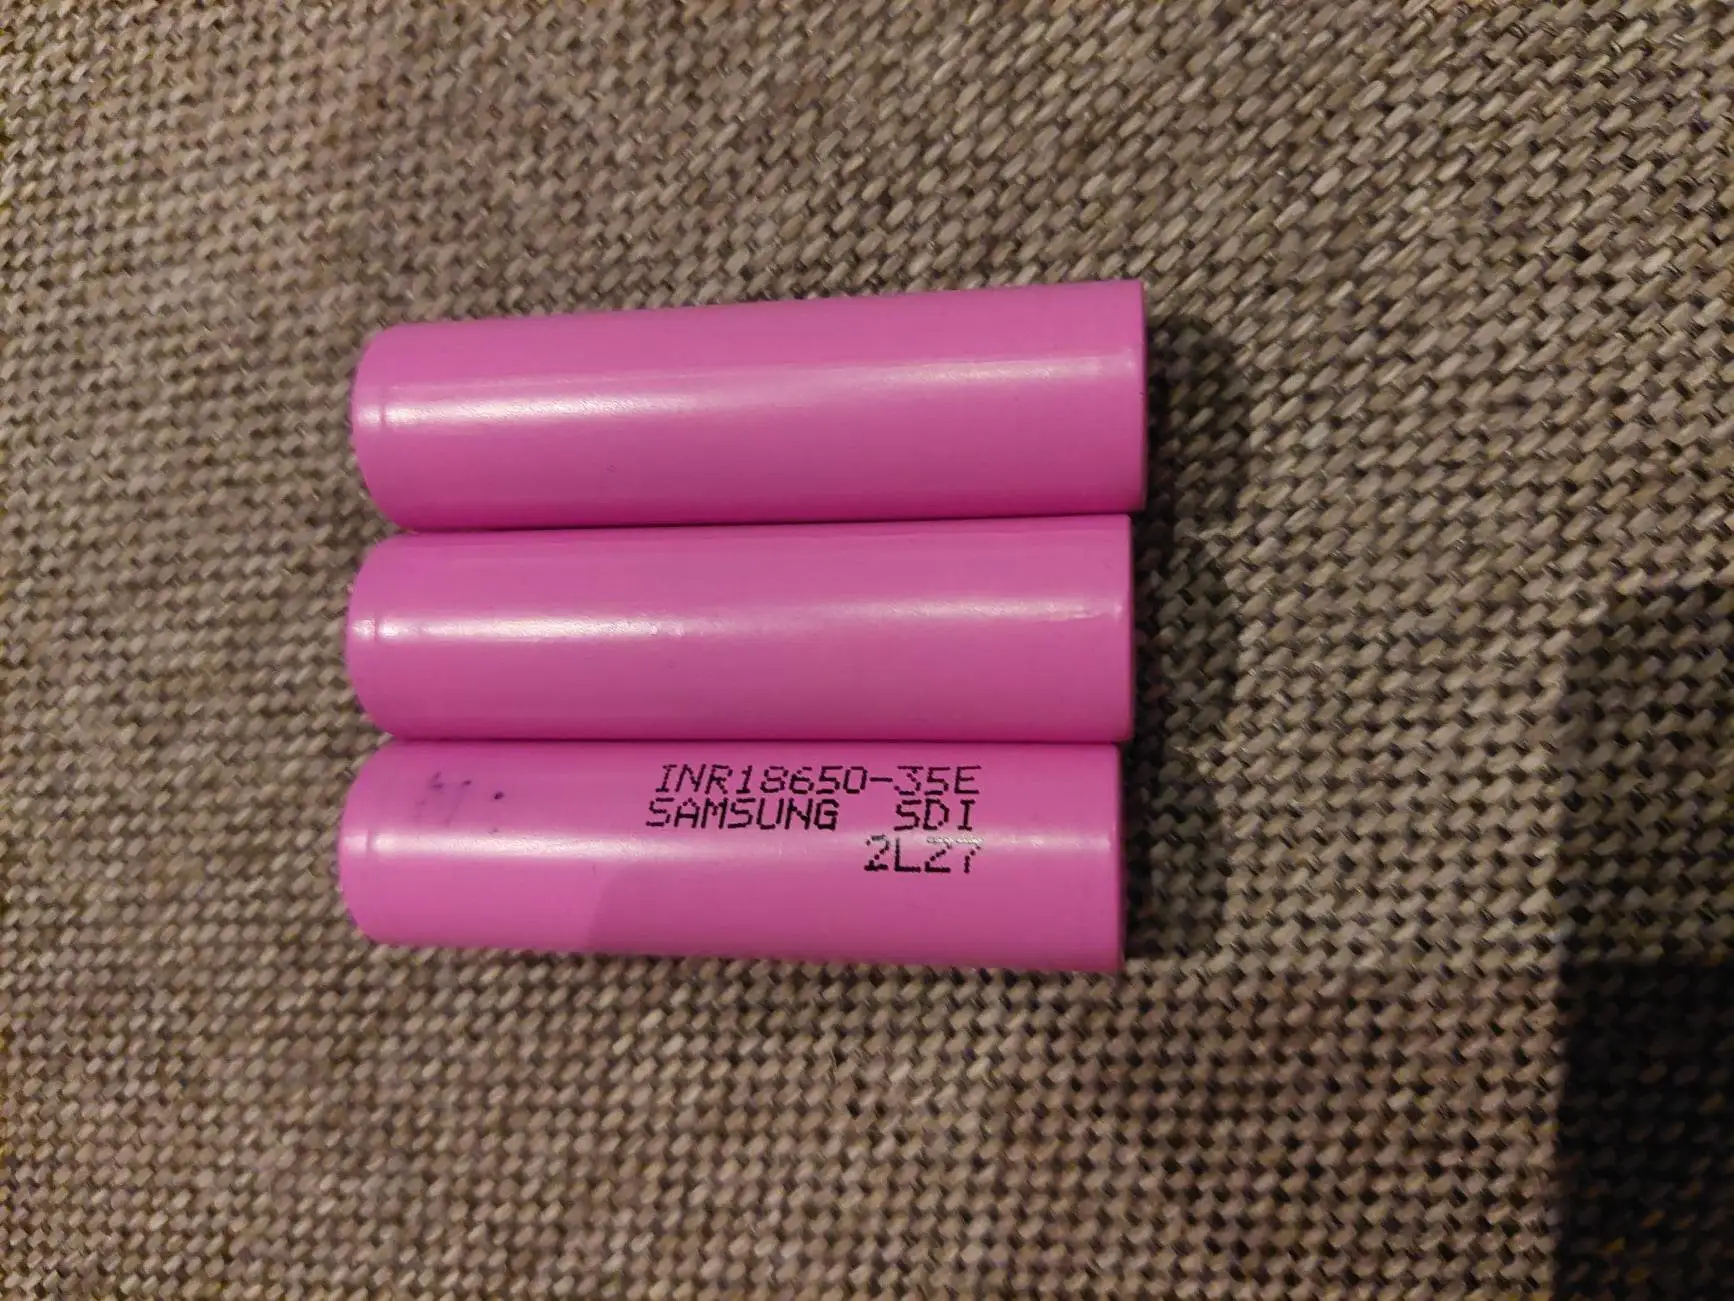 INR18650-35E
SAMSUNG SDI
2L27